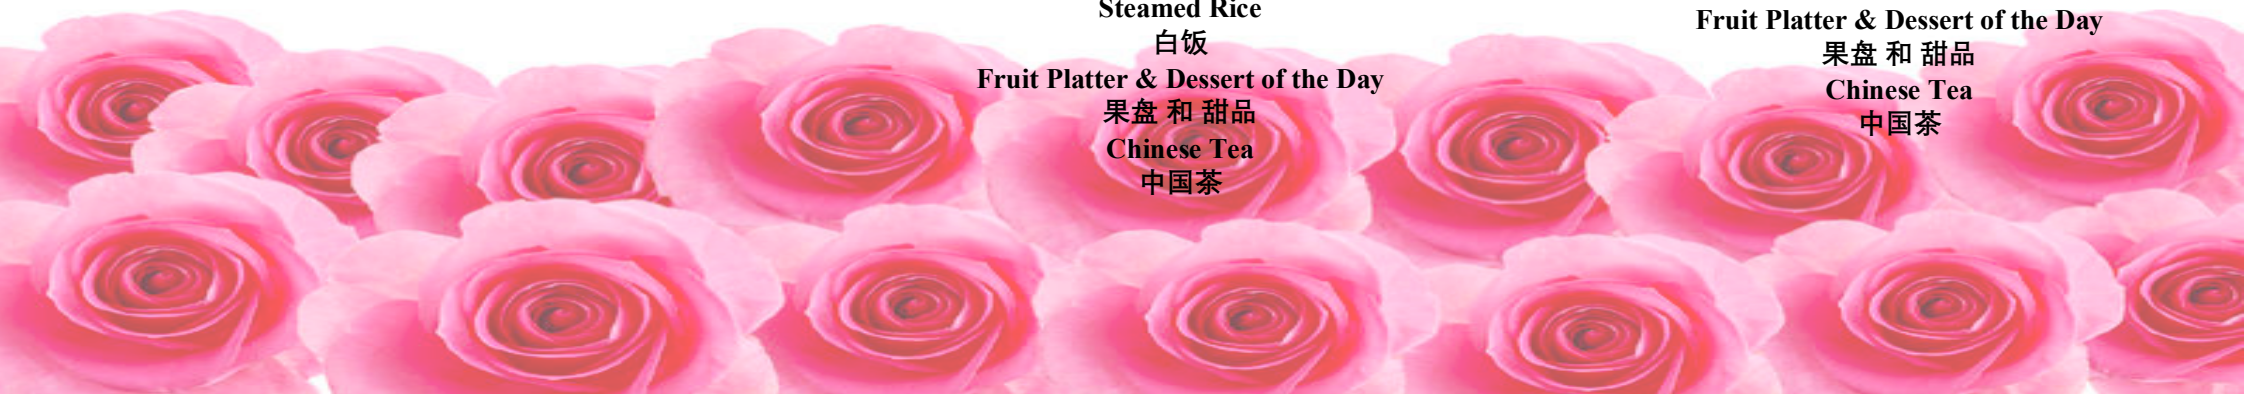 Steamed Rice
白饭
Fruit Platter & Dessert of the Day
果盘 和 甜品
Chinese Tea
中国茶
Fruit Platter & Dessert of the Day
果盘 和 甜品
Chinese Tea
中国茶